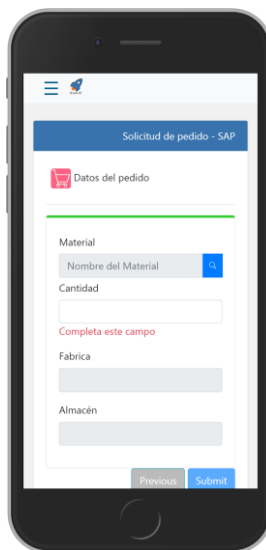 Solicitud de pedido - SAP
Datos del pedido
Material
Nombre del Material
Cantidad
Completa este campo
Fabrica
Almacén
Previous
Submit